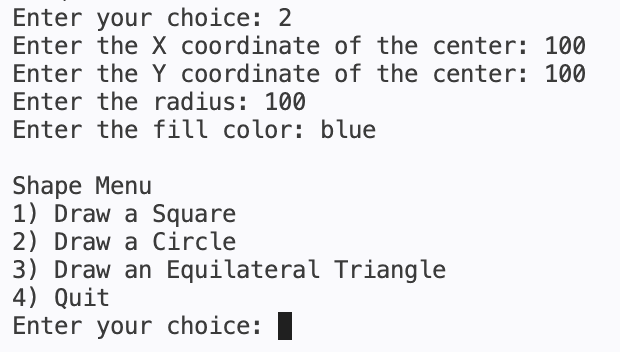 Enter your choice: 2
Enter the X coordinate of the center: 100
Enter the Y coordinate of the center: 100
Enter the radius: 100
Enter the fill color: blue

Shape Menu
1) Draw a Square
2) Draw a Circle
3) Draw an Equilateral Triangle
4) Quit
Enter your choice: